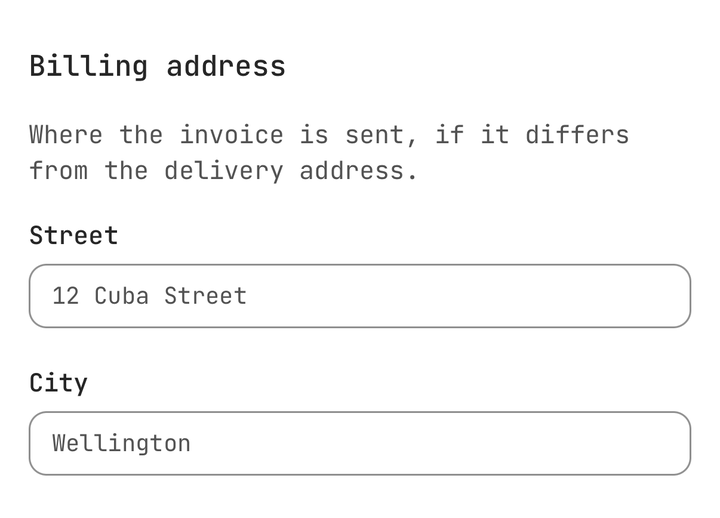 Billing address
Where the invoice is sent, if it differs
from the delivery address.
Street
12 Cuba Street
City
Wellington